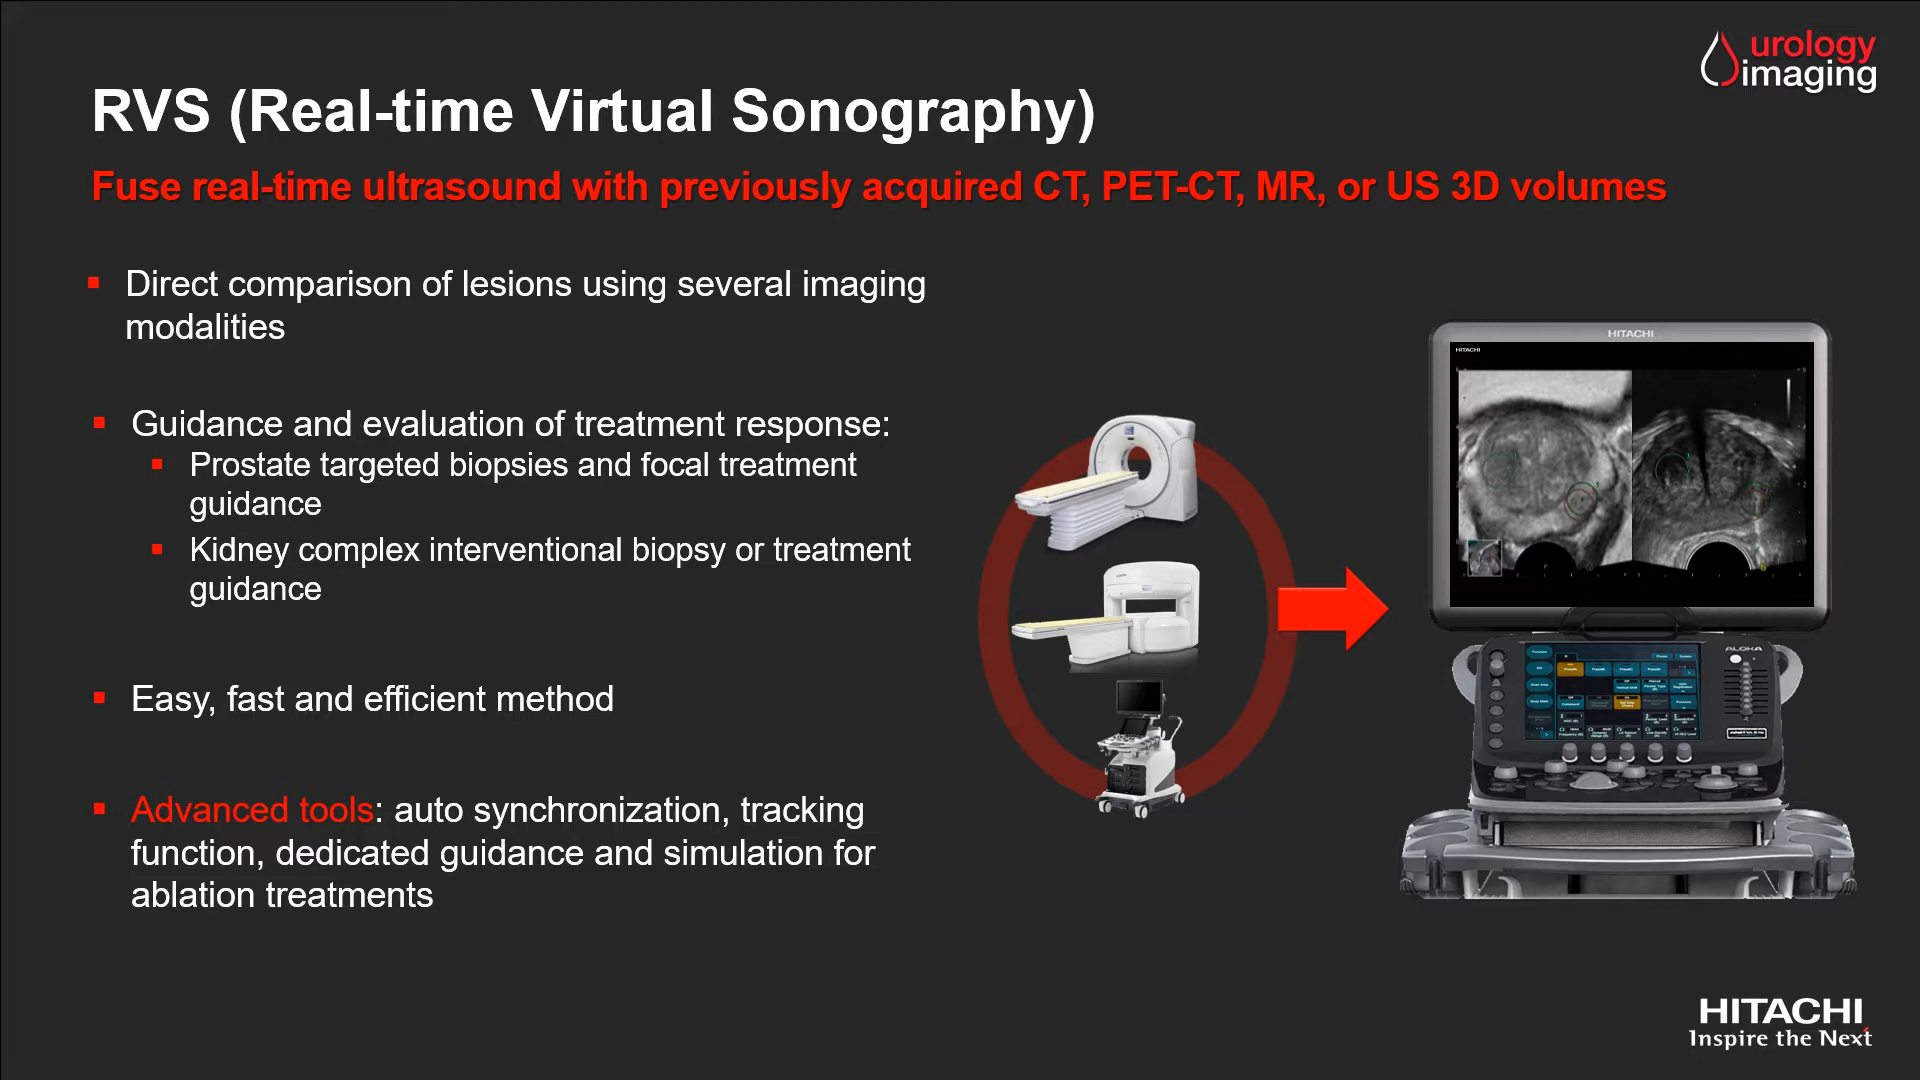 urology
imaging
RVS (Real-time Virtual Sonography)
Fuse real-time ultrasound with previously acquired CT, PET-CT, MR, or US 3D volumes
▪ Direct comparison of lesions using several imaging
modalities
▪ Guidance and evaluation of treatment response:
▪ Prostate targeted biopsies and focal treatment
guidance
▪ Kidney complex interventional biopsy or treatment
guidance
▪ Easy, fast and efficient method
▪ Advanced tools: auto synchronization, tracking
function, dedicated guidance and simulation for
ablation treatments
HITACHI
HITACHI
ALOKA
HITACHI
Inspire the Next